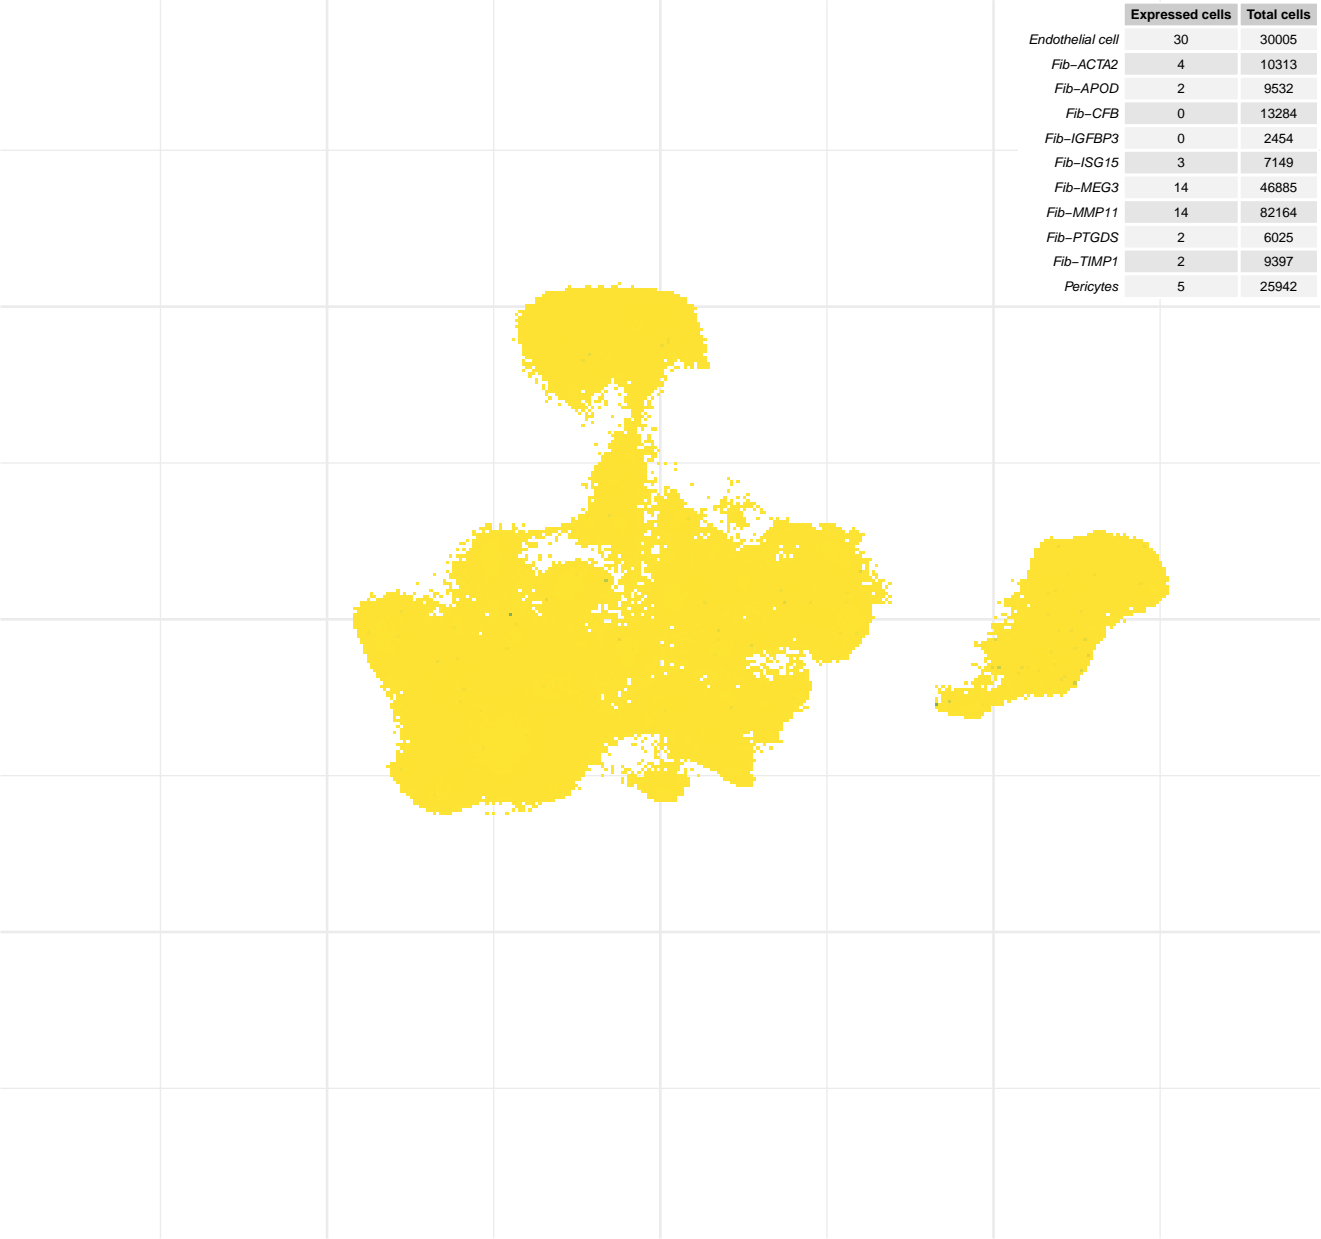 Expressed cells Total cells
Endothelial cell 30 30005
Fib−ACTA2 4 10313
Fib−APOD 2 9532
Fib−CFB 0 13284
Fib−IGFBP3 0 2454
Fib−ISG15 3 7149
Fib−MEG3 14 46885
Fib−MMP11 14 82164
Fib−PTGDS 2 6025
Fib−TIMP1 2 9397
Pericytes 5 25942